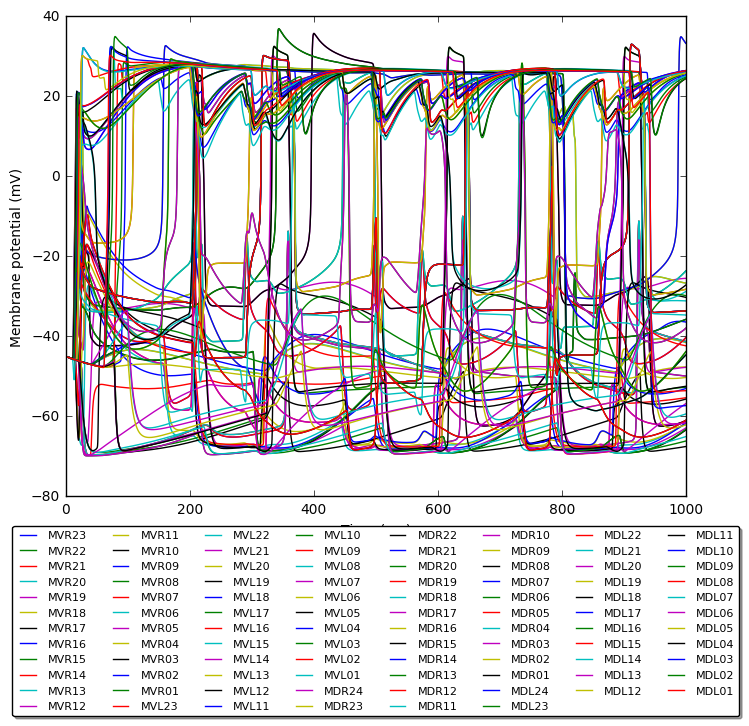 40
20
0
−20
−40
−60
−80
Membrane potential (mV)
0 200 400 600 800 1000
MVR23 MVR11 MVL22 MVL10 MDR22 MDR10 MDL22 MDL11
MVR22 MVR10 MVL21 MVL09 MDR21 MDR09 MDL21 MDL10
MVR21 MVR09 MVL20 MVL08 MDR20 MDR08 MDL20 MDL09
MVR20 MVR08 MVL19 MVL07 MDR19 MDR07 MDL19 MDL08
MVR19 MVR07 MVL18 MVL06 MDR18 MDR06 MDL18 MDL07
MVR18 MVR06 MVL17 MVL05 MDR17 MDR05 MDL17 MDL06
MVR17 MVR05 MVL16 MVL04 MDR16 MDR04 MDL16 MDL05
MVR16 MVR04 MVL15 MVL03 MDR15 MDR03 MDL15 MDL04
MVR15 MVR03 MVL14 MVL02 MDR14 MDR02 MDL14 MDL03
MVR14 MVR02 MVL13 MVL01 MDR13 MDR01 MDL13 MDL02
MVR13 MVR01 MVL12 MDR24 MDR12 MDL24 MDL12 MDL01
MVR12 MVL23 MVL11 MDR23 MDR11 MDL23